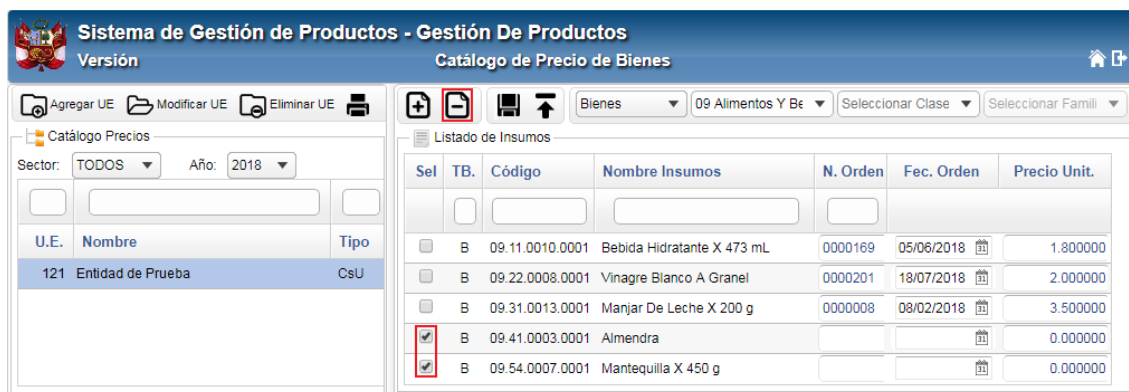 Sistema de Gestión de Productos - Gestión De Productos
Versión Catálogo de Precio de Bienes
Agregar UE Modificar UE Eliminar UE Bienes 09 Alimentos Y Be Seleccionar Clase Seleccionar Famili
Catálogo Precios
Sector: TODOS Año: 2018
U.E. Nombre Tipo
121 Entidad de Prueba CsU
Listado de Insumos
Sel TB. Código Nombre Insumos N. Orden Fec. Orden Precio Unit.
B 09.11.0010.0001 Bebida Hidratante X 473 mL 0000169 05/06/2018 31 1.800000
B 09.22.0008.0001 Vinagre Blanco A Granel 0000201 18/07/2018 31 2.000000
B 09.31.0013.0001 Manjar De Leche X 200 g 0000008 08/02/2018 31 3.500000
B 09.41.0003.0001 Almendra 31 0.000000
B 09.54.0007.0001 Mantequilla X 450 g 31 0.000000